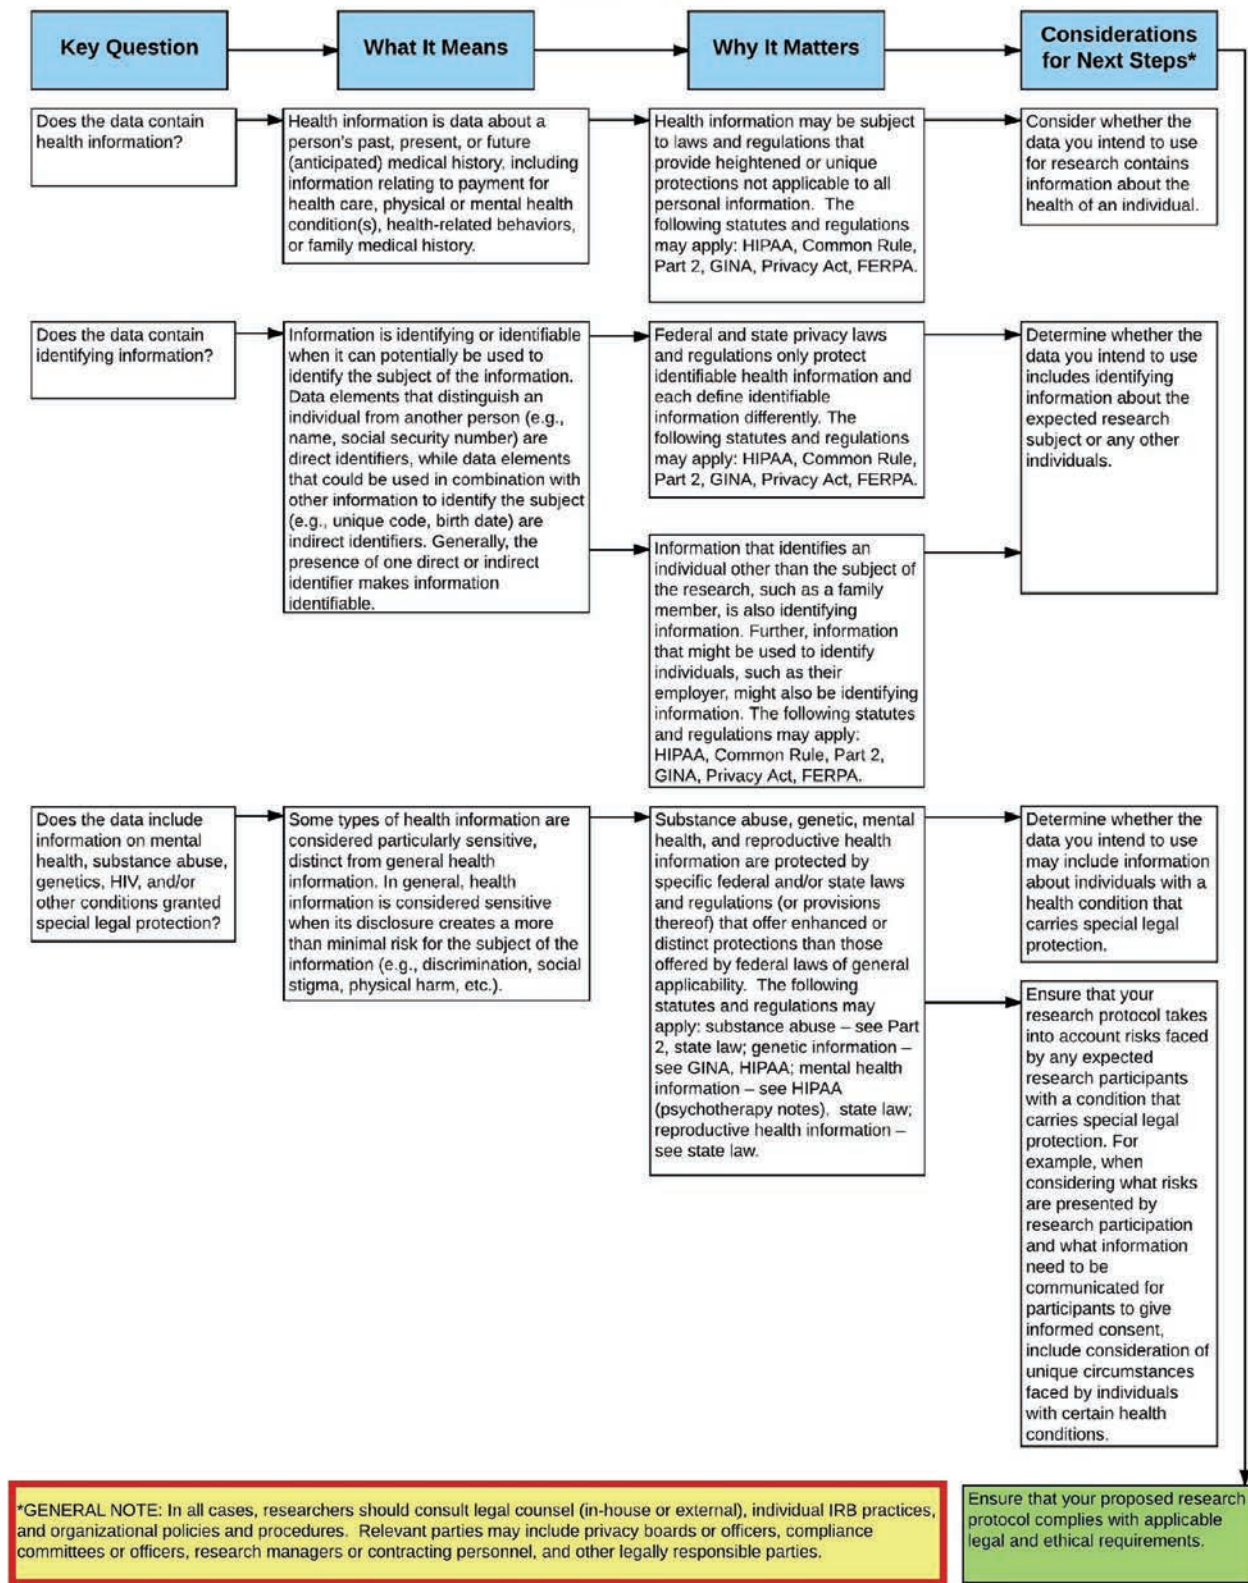 Key Question
What It Means
Why It Matters
Considerations
for Next Steps*
Does the data contain
health information?
Health information is data about a
person's past, present, or future
(anticipated) medical history, including
information relating to payment for
health care, physical or mental health
condition(s), health-related behaviors,
or family medical history.
Health information may be subject
to laws and regulations that
provide heightened or unique
protections not applicable to all
personal information. The
following statutes and regulations
may apply: HIPAA, Common Rule,
Part 2, GINA, Privacy Act, FERPA.
Consider whether the
data you intend to use
for research contains
information about the
health of an individual.
Does the data contain
identifying information?
Information is identifying or identifiable
when it can potentially be used to
identify the subject of the information.
Data elements that distinguish an
individual from another person (e.g.,
name, social security number) are
direct identifiers, while data elements
that could be used in combination with
other information to identify the subject
(e.g., unique code, birth date) are
indirect identifiers. Generally, the
presence of one direct or indirect
identifier makes information
identifiable.
Federal and state privacy laws
and regulations only protect
identifiable health information and
each define identifiable
information differently. The
following statutes and regulations
may apply: HIPAA, Common Rule,
Part 2, GINA, Privacy Act, FERPA.
Information that identifies an
individual other than the subject of
the research, such as a family
member, is also identifying
information. Further, information
that might be used to identify
individuals, such as their
employer, might also be identifying
information. The following statutes
and regulations may apply:
HIPAA, Common Rule, Part 2,
GINA, Privacy Act, FERPA.
Determine whether the
data you intend to use
includes identifying
information about the
expected research
subject or any other
individuals.
Does the data include
information on mental
health, substance abuse,
genetics, HIV, and/or
other conditions granted
special legal protection?
Some types of health information are
considered particularly sensitive,
distinct from general health
information. In general, health
information is considered sensitive
when its disclosure creates a more
than minimal risk for the subject of the
information (e.g., discrimination, social
stigma, physical harm, etc.).
Substance abuse, genetic, mental
health, and reproductive health
information are protected by
specific federal and/or state laws
and regulations (or provisions
thereof) that offer enhanced or
distinct protections than those
offered by federal laws of general
applicability. The following
statutes and regulations may
apply: substance abuse – see Part
2, state law; genetic information –
see GINA, HIPAA; mental health
information – see HIPAA
(psychotherapy notes), state law;
reproductive health information –
see state law.
Determine whether the
data you intend to use
may include information
about individuals with a
health condition that
carries special legal
protection.
Ensure that your
research protocol takes
into account risks faced
by any expected
research participants
with a condition that
carries special legal
protection. For
example, when
considering what risks
are presented by
research participation
and what information
need to be
communicated for
participants to give
informed consent,
include consideration of
unique circumstances
faced by individuals
with certain health
conditions.
*GENERAL NOTE: In all cases, researchers should consult legal counsel (in-house or external), individual IRB practices,
and organizational policies and procedures. Relevant parties may include privacy boards or officers, compliance
committees or officers, research managers or contracting personnel, and other legally responsible parties.
Ensure that your proposed research
protocol complies with applicable
legal and ethical requirements.